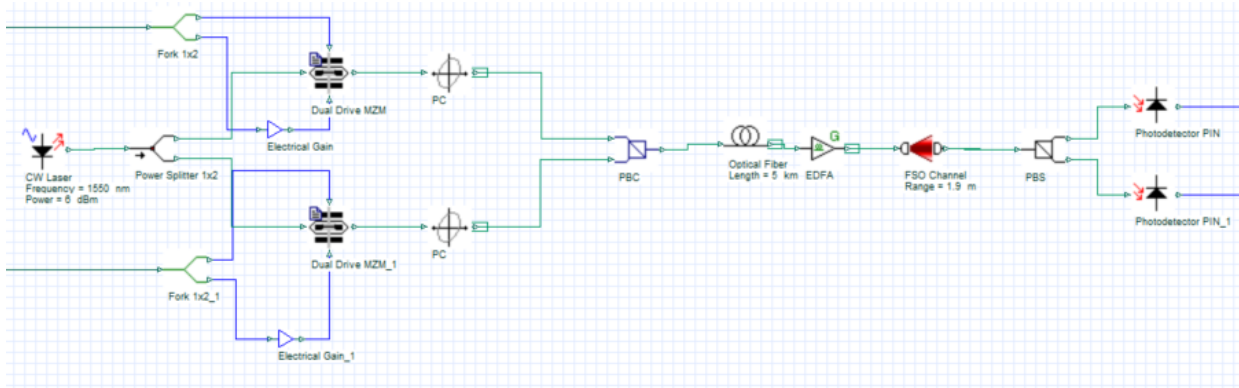 Fork 1x2
Dual Drive MZM
PC
Electrical Gain
CW Laser
Frequency = 1550 nm
Power = 6 dBm
Power Splitter 1x2
PBC
Optical Fiber
Length = 5 km
G
EDFA
FSO Channel
Range = 1.9 m
PBS
Photodetector PIN
Photodetector PIN_1
Dual Drive MZM_1
PC
Fork 1x2_1
Electrical Gain_1